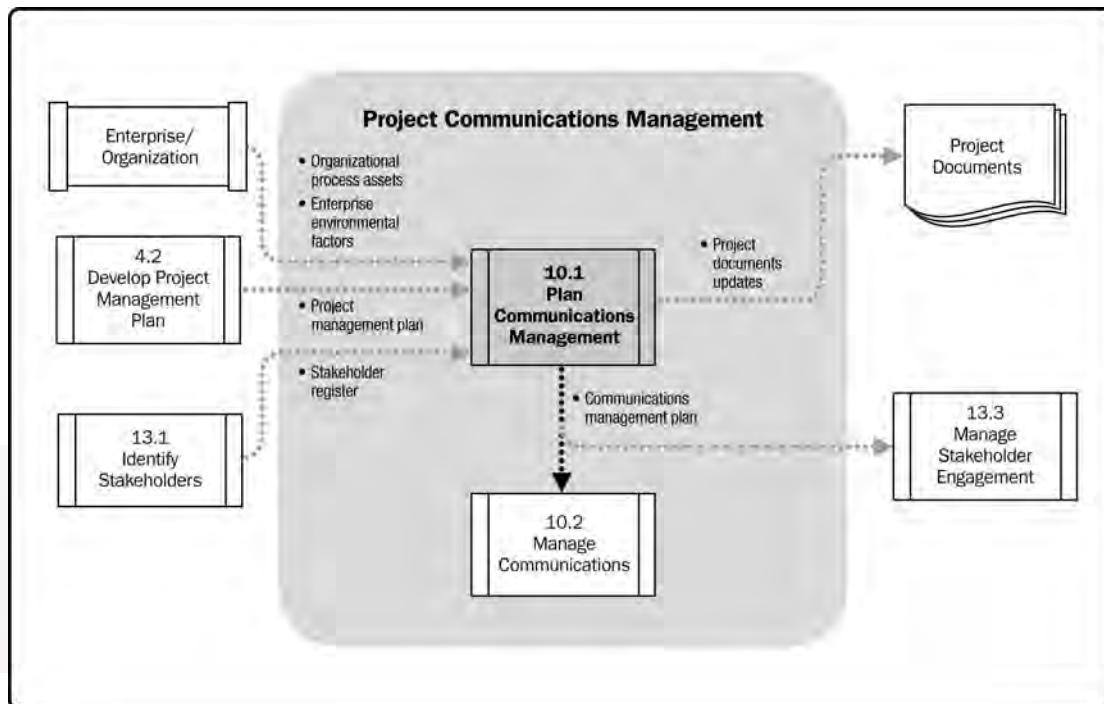 Project Communications Management
Enterprise/
Organization
• Organizational
process assets
• Enterprise
environmental
factors
Project
Documents
4.2
Develop Project
Management
Plan
• Project
management plan
10.1
Plan
Communications
Management
• Project
documents
updates
• Stakeholder
register
13.1
Identify
Stakeholders
• Communications
management plan
13.3
Manage
Stakeholder
Engagement
10.2
Manage
Communications